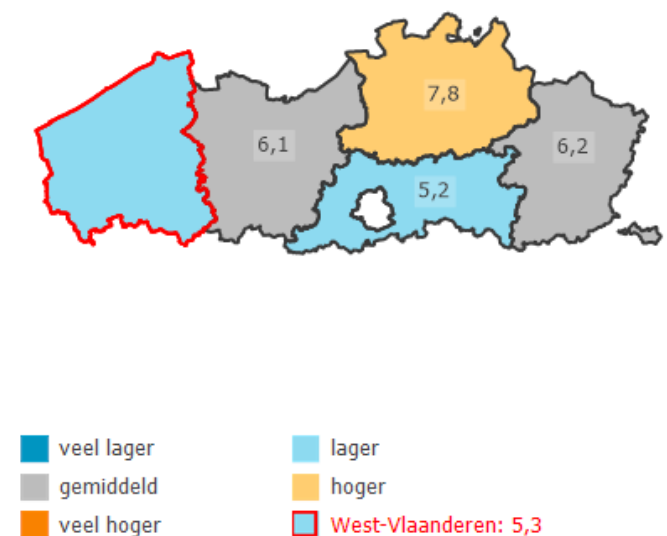 7,8
6,1
6,2
5,2
veel lager
lager
gemiddeld
hoger
veel hoger
West-Vlaanderen: 5,3